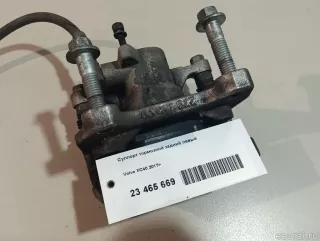 Суппорт тормозной задний левый
Volvo XC40 2017>
23 465 669